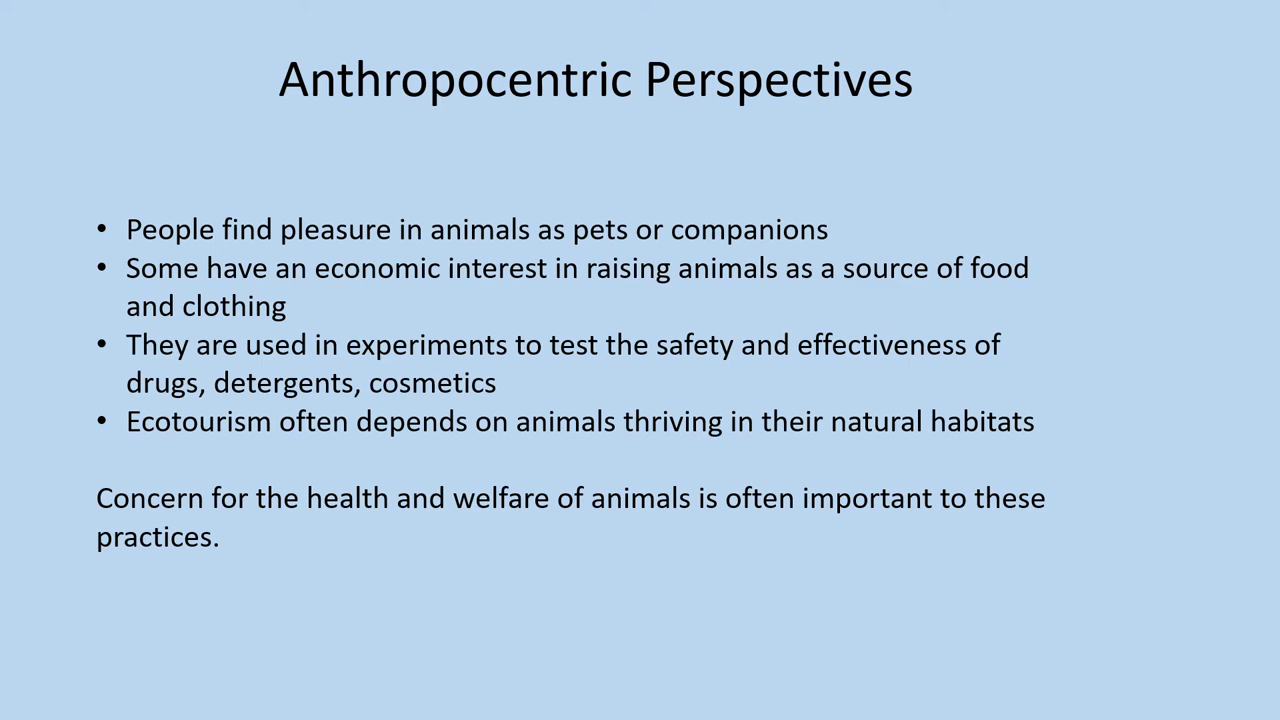 Anthropocentric Perspectives
• People find pleasure in animals as pets or companions
• Some have an economic interest in raising animals as a source of food
and clothing
• They are used in experiments to test the safety and effectiveness of
drugs, detergents, cosmetics
• Ecotourism often depends on animals thriving in their natural habitats
Concern for the health and welfare of animals is often important to these
practices.